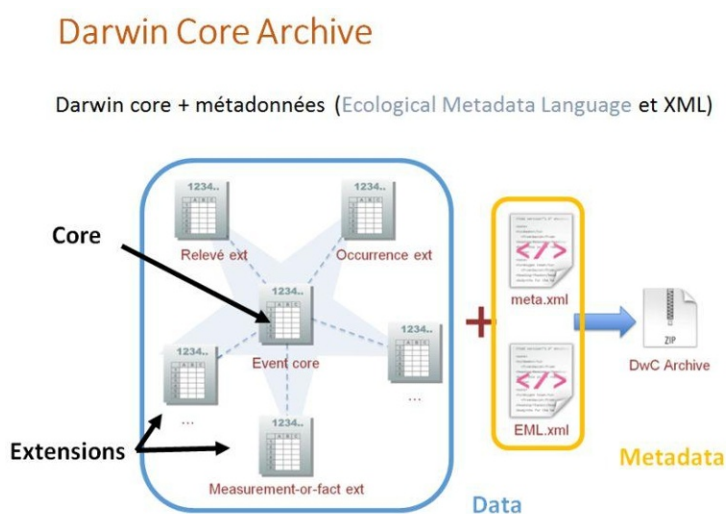 Darwin Core Archive
Darwin core + métadonnées (Ecological Metadata Language et XML)
Core
1234..
Relevé ext
1234..
Occurrence ext
1234..
Event core
1234..
...
1234..
...
1234..
Measurement-or-fact ext
Extensions
Data
+
</>
meta.xml
</>
EML.xml
Metadata
ZIP
DwC Archive